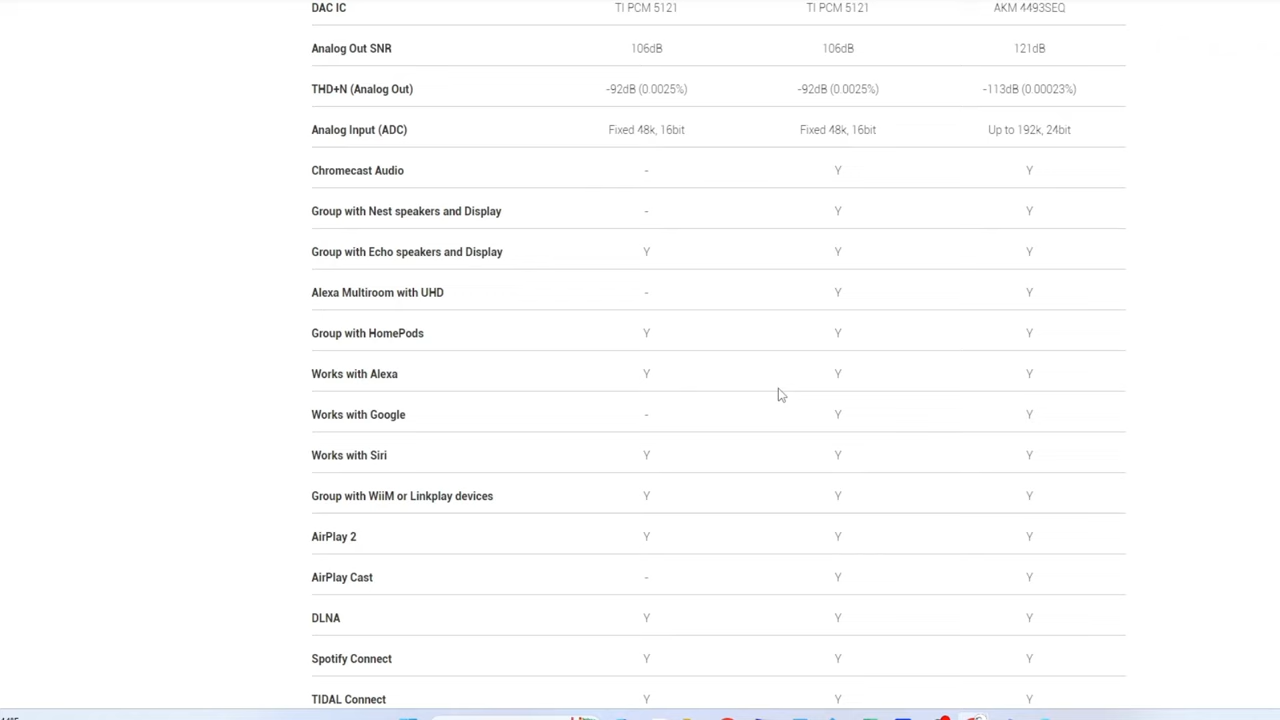 DAC IC TI PCM 5121 TI PCM 5121 AKM 4493SEQ
Analog Out SNR 106dB 106dB 121dB
THD+N (Analog Out) -92dB (0.0025%) -92dB (0.0025%) -113dB (0.00023%)
Analog Input (ADC) Fixed 48k, 16bit Fixed 48k, 16bit Up to 192k, 24bit
Chromecast Audio - Y Y
Group with Nest speakers and Display - Y Y
Group with Echo speakers and Display Y Y Y
Alexa Multiroom with UHD - Y Y
Group with HomePods Y Y Y
Works with Alexa Y Y Y
Works with Google - Y Y
Works with Siri Y Y Y
Group with WiiM or Linkplay devices Y Y Y
AirPlay 2 Y Y Y
AirPlay Cast - Y Y
DLNA Y Y Y
Spotify Connect Y Y Y
TIDAL Connect Y Y Y